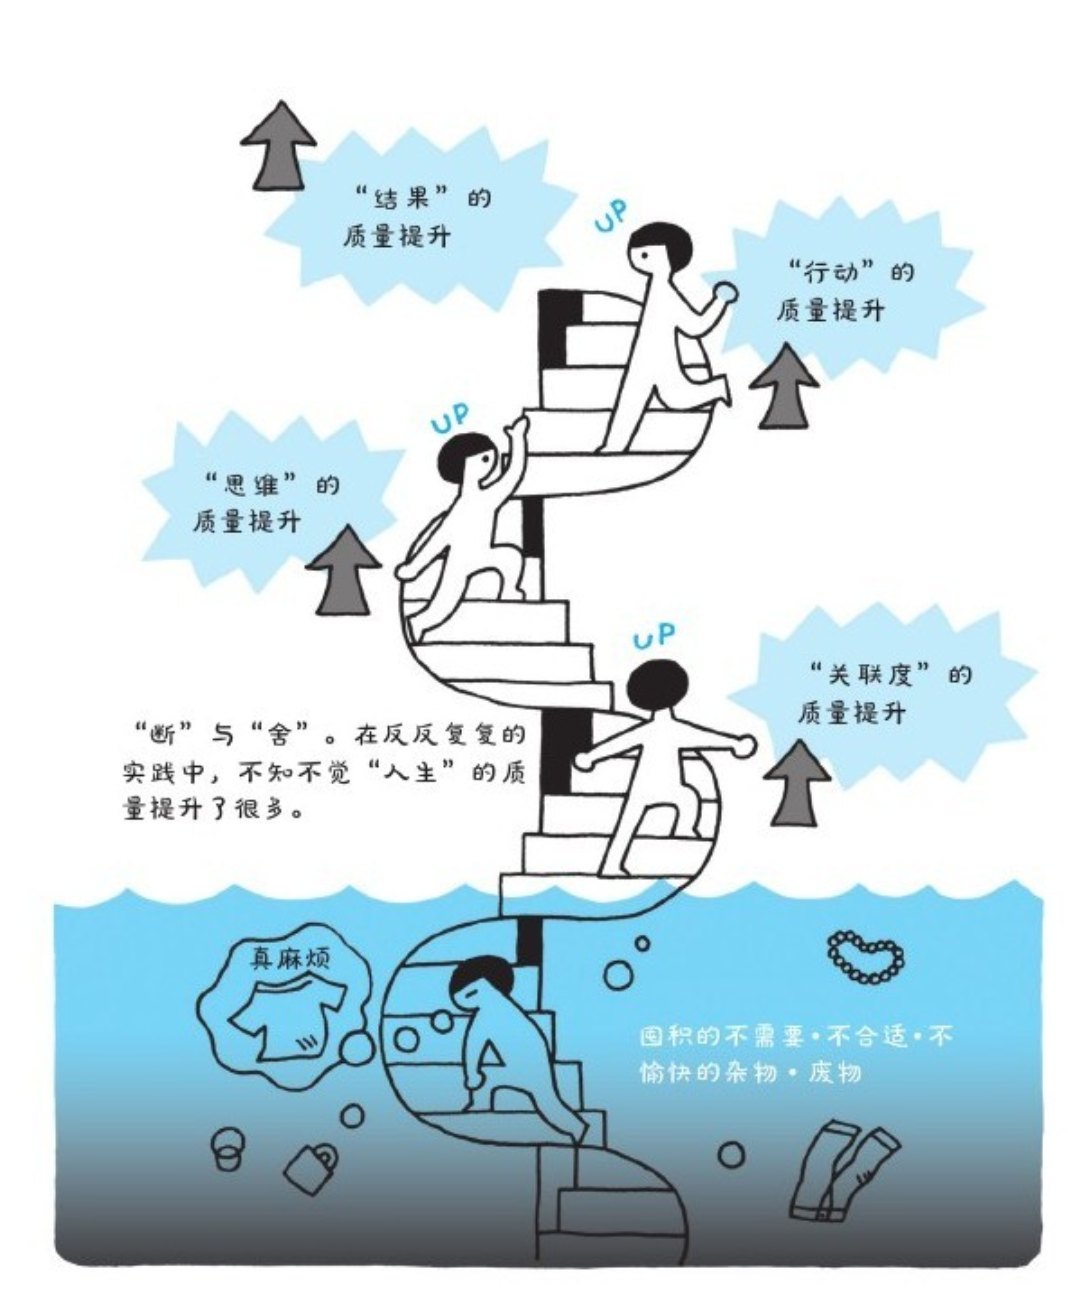 “结果”的
质量提升
UP
“行动”的
质量提升
UP
“思维”的
质量提升
UP
“关联度”的
质量提升
“断”与“舍”。在反反复复的
实践中，不知不觉“人生”的质
量提升了很多。
真麻烦
囤积的不需要·不合适·不
愉快的杂物·废物